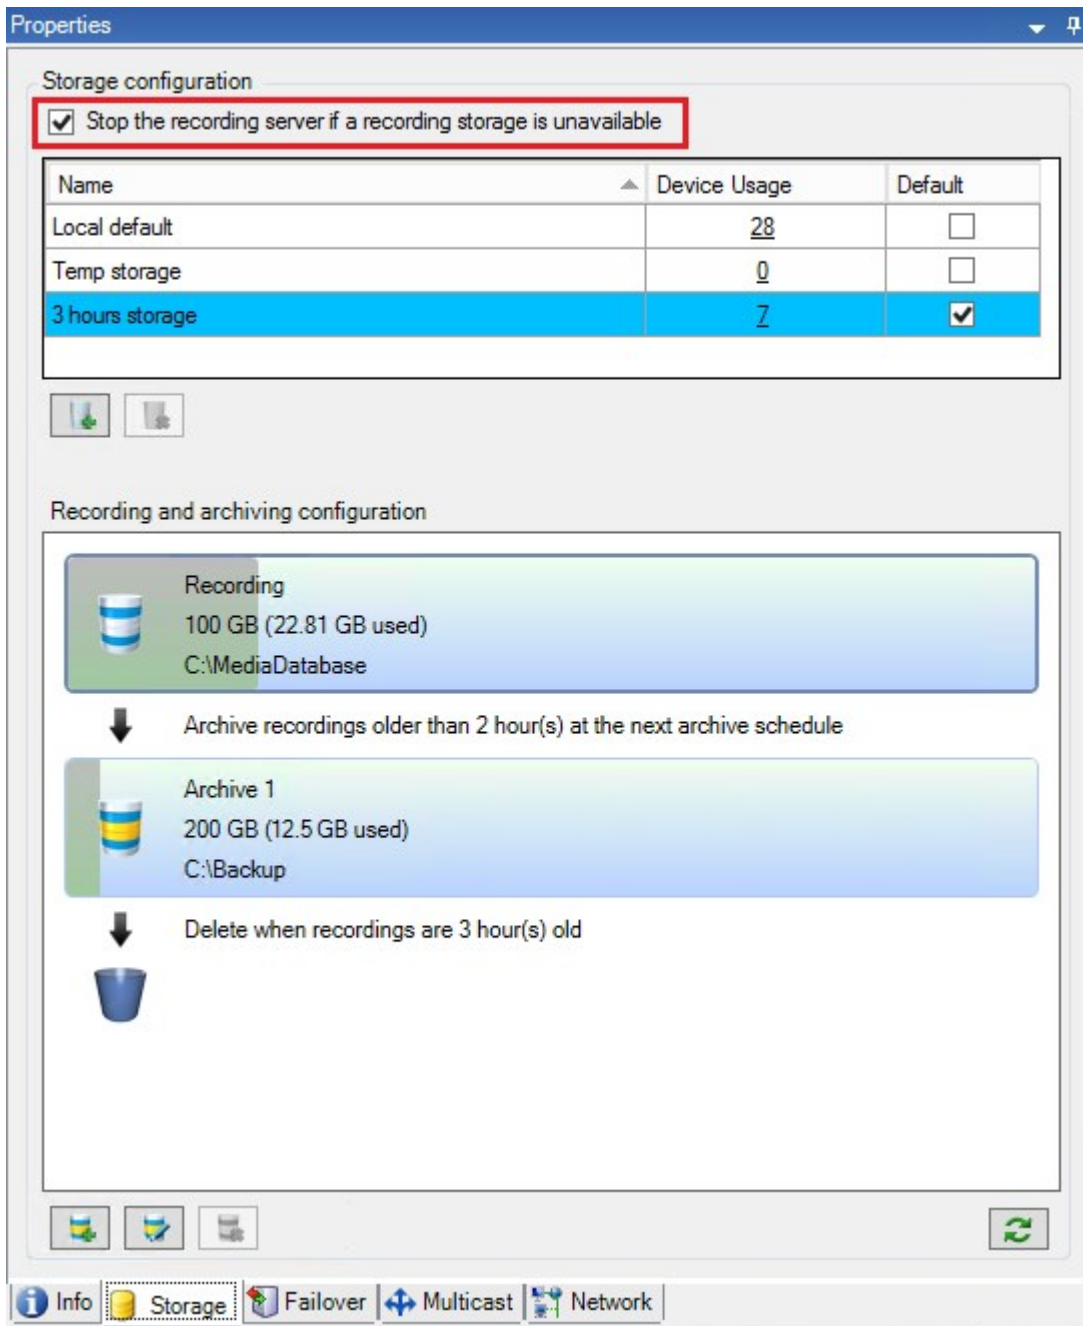 Properties
Storage configuration
Stop the recording server if a recording storage is unavailable
Name Device Usage Default
Local default 28
Temp storage 0
3 hours storage 7
Recording and archiving configuration
Recording
100 GB (22.81 GB used)
C:\MediaDatabase
Archive recordings older than 2 hour(s) at the next archive schedule
Archive 1
200 GB (12.5 GB used)
C:\Backup
Delete when recordings are 3 hour(s) old
Info Storage Failover Multicast Network